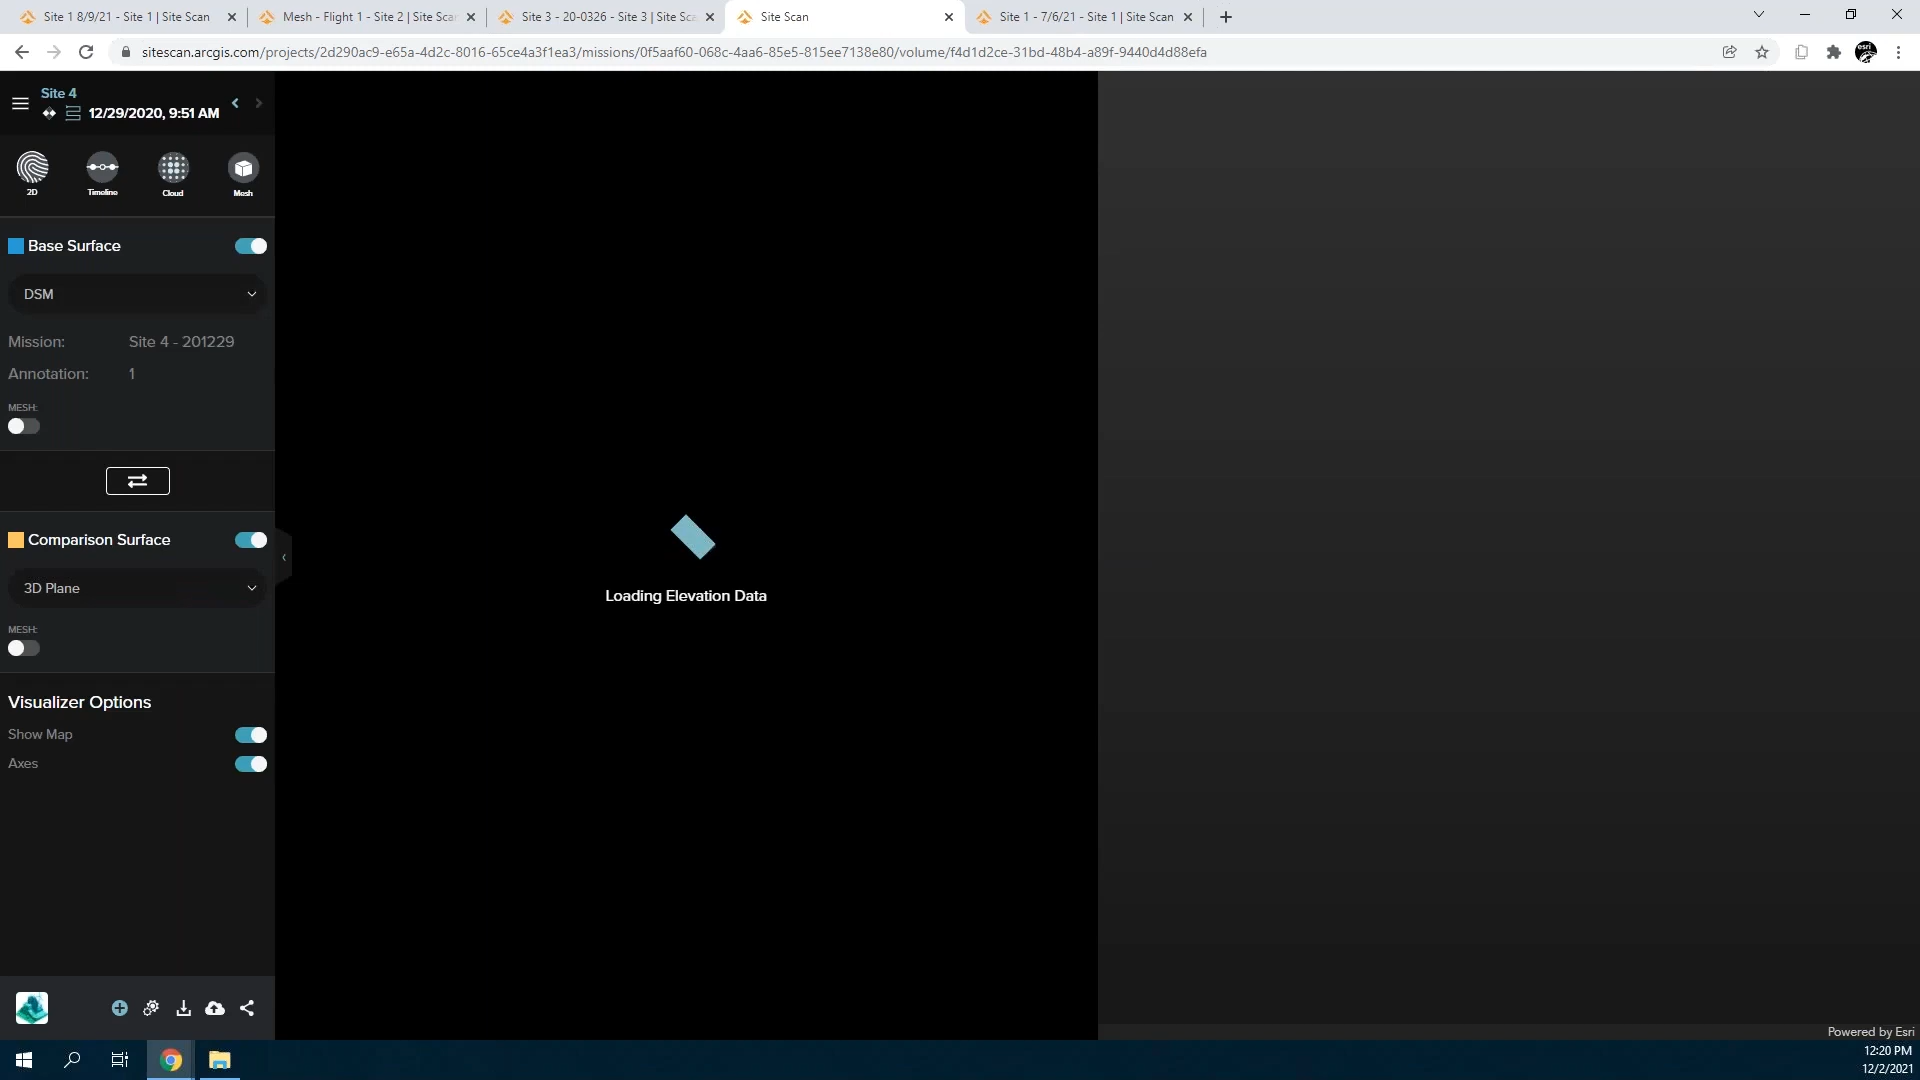 Site 1 8/9/21 - Site 1 | Site Scan
Mesh - Flight 1 - Site 2 | Site Scan
Site 3 - 20-0326 - Site 3 | Site Sca
Site Scan
Site 1 - 7/6/21 - Site 1 | Site Scan
sitescan.arcgis.com/projects/2d290ac9-e65a-4d2c-8016-65ce4a3f1ea3/missions/0f5aaf60-068c-4aa6-85e5-815ee7138e80/volume/f4d1d2ce-31bd-48b4-a89f-9440d4d88efa
esri
Site 4
12/29/2020, 9:51 AM
2D
Timeline
Cloud
Mesh
Base Surface
DSM
Mission: Site 4 - 201229
Annotation: 1
MESH:
Comparison Surface
3D Plane
MESH:
Visualizer Options
Show Map
Axes
Loading Elevation Data
Powered by Esri
12:20 PM
12/2/2021